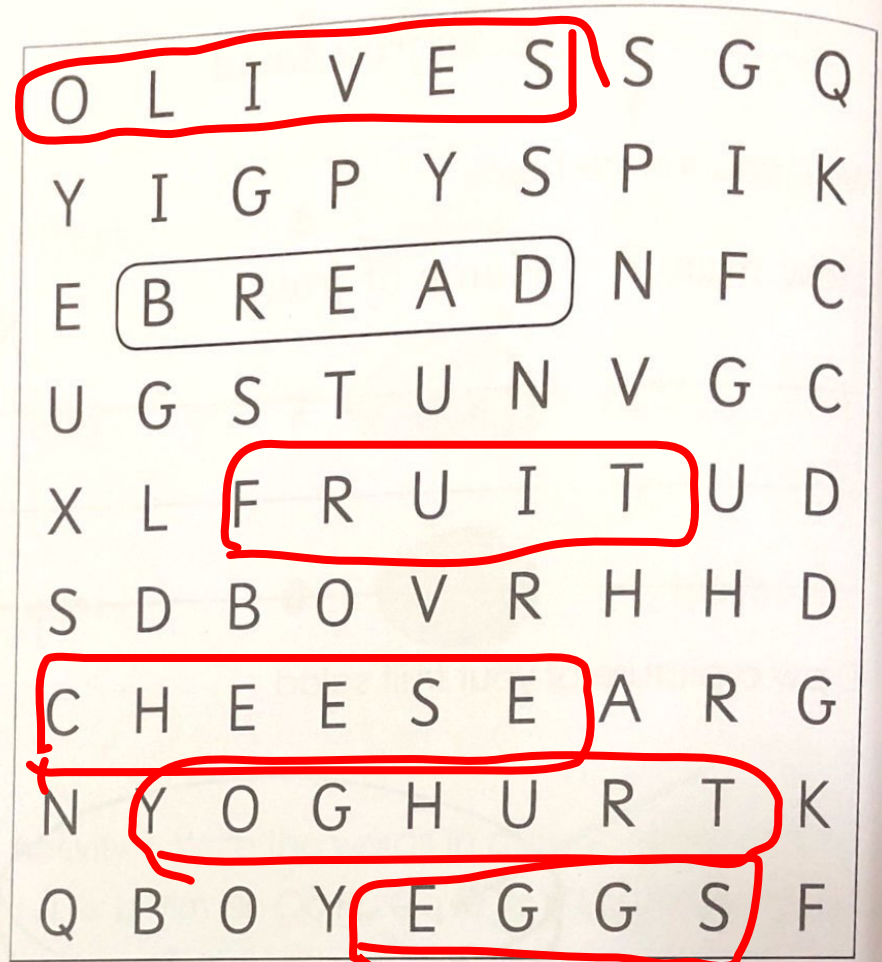 O L I V E S S G Q
Y I G P Y S P I K
E B R E A D N F C
U G S T U N V G C
X L F R U I T U D
S D B O V R H H D
C H E E S E A R G
N Y O G H U R T K
Q B O Y E G G S F